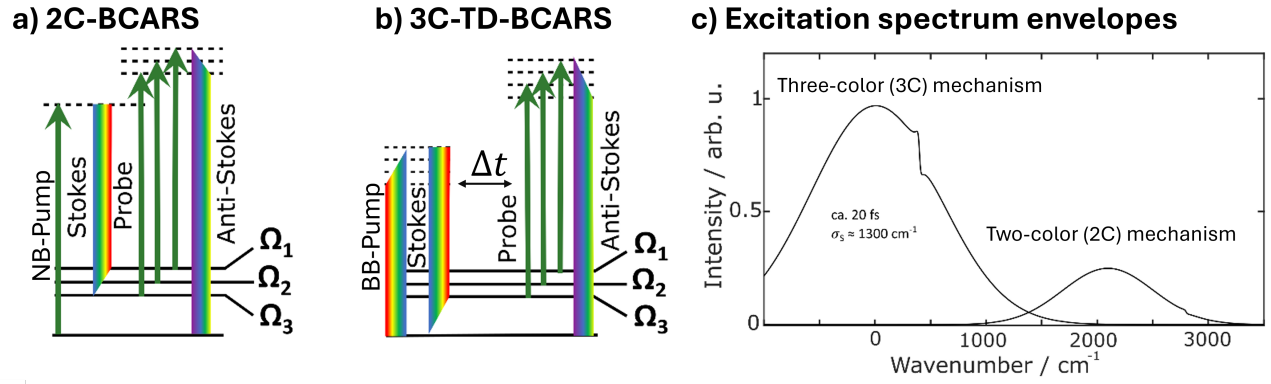 a) 2C-BCARS
NB-Pump
Stokes
Probe
Anti-Stokes
Ω1
Ω2
Ω3
b) 3C-TD-BCARS
BB-Pump
Stokes
Δt
Probe
Anti-Stokes
Ω1
Ω2
Ω3
c) Excitation spectrum envelopes
Intensity / arb. u.
1
0.5
0
Three-color (3C) mechanism
ca. 20 fs
σS ≈ 1300 cm⁻¹
Two-color (2C) mechanism
0
1000
2000
3000
Wavenumber / cm⁻¹